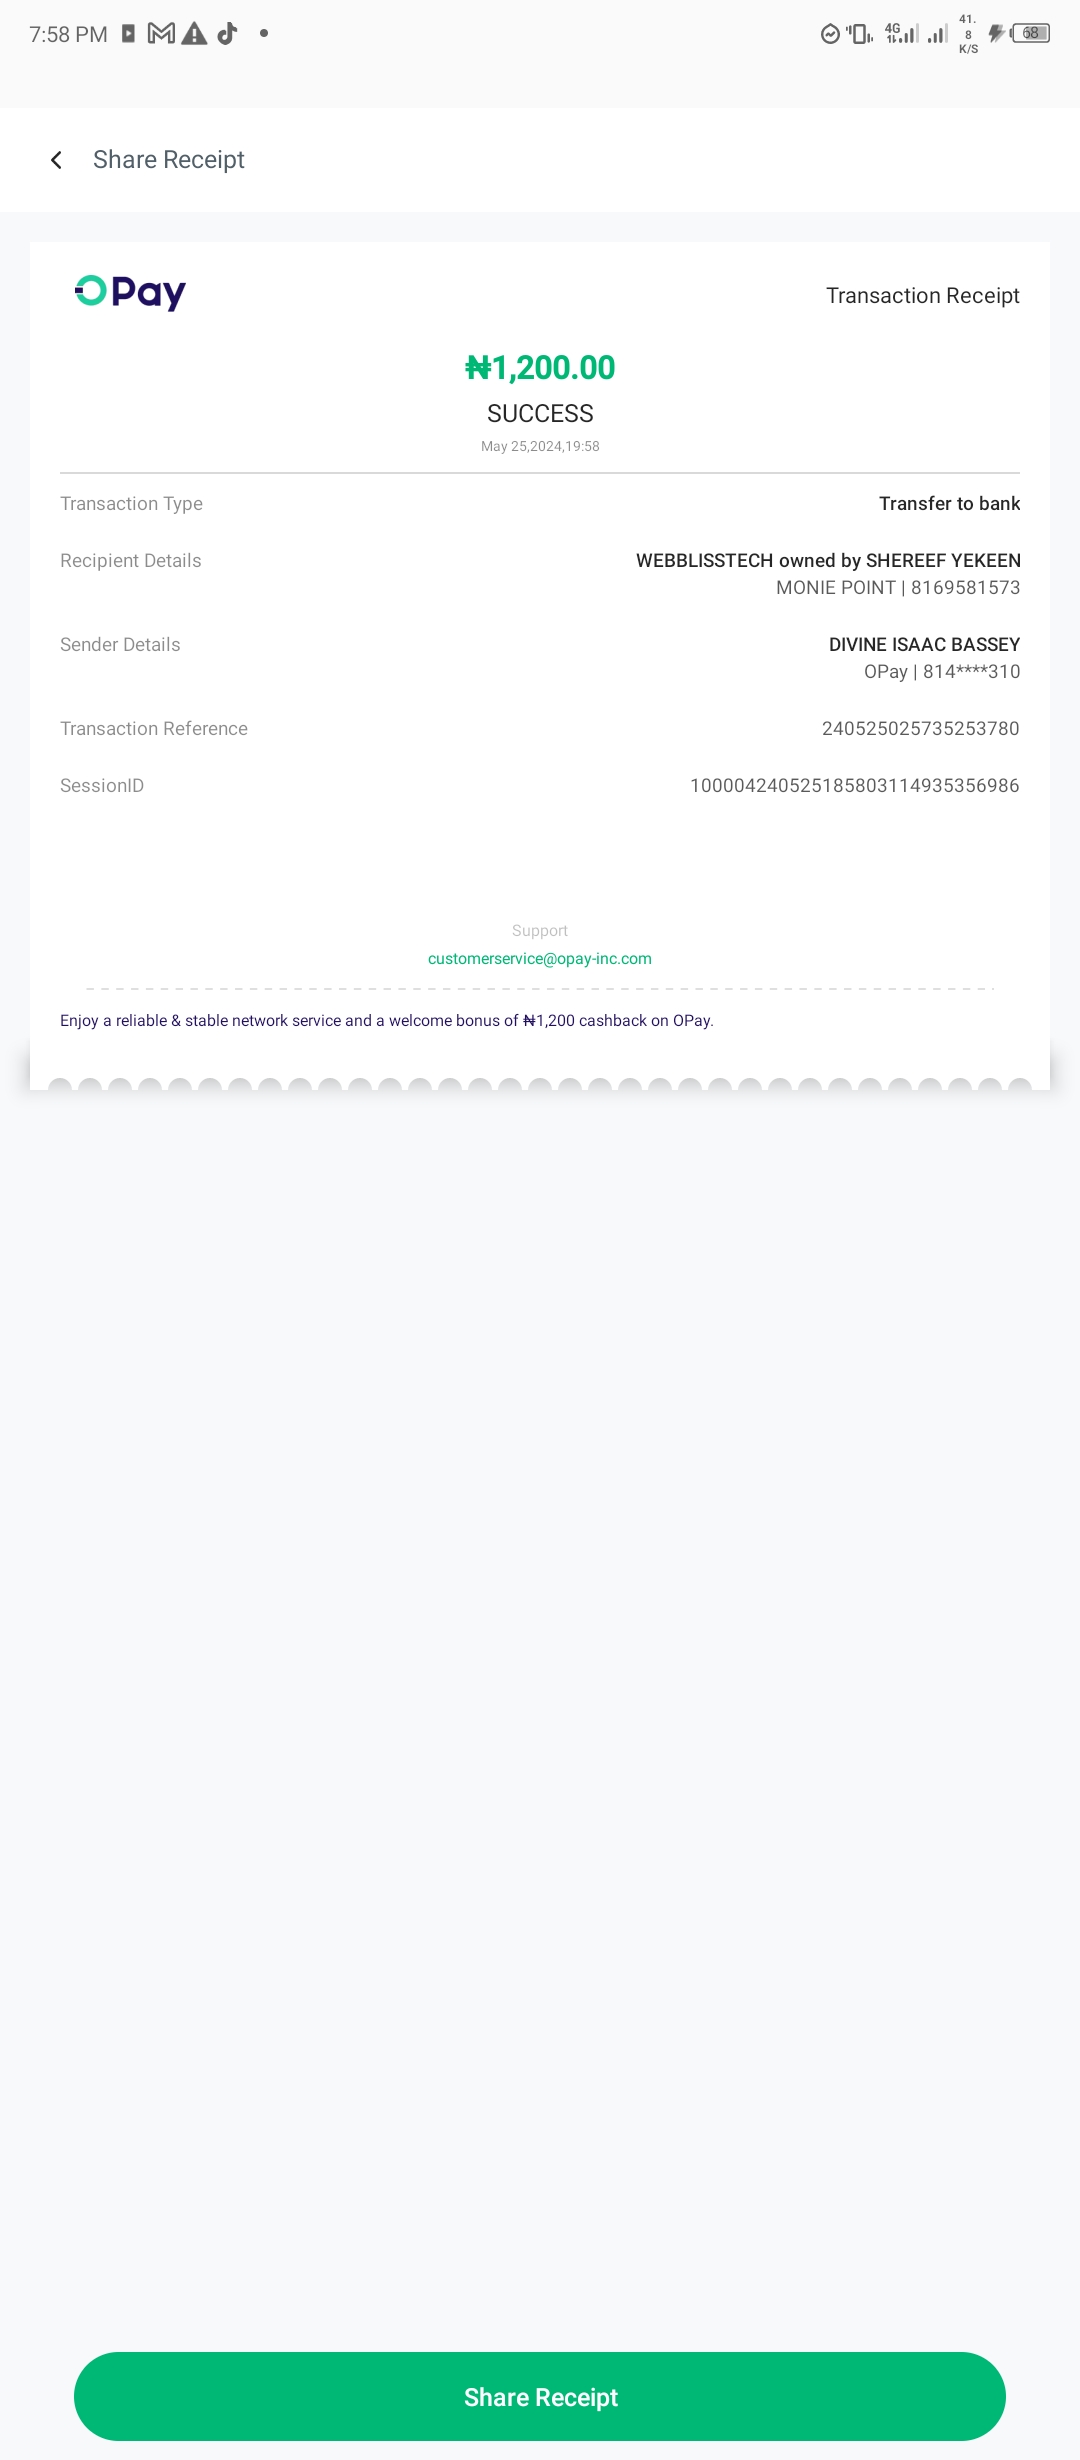 7:58 PM
4G
41.
8
K/S
68
Share Receipt
OPay
Transaction Receipt
₦1,200.00
SUCCESS
May 25,2024,19:58
Transaction Type
Transfer to bank
Recipient Details
WEBBLISSTECH owned by SHEREEF YEKEEN
MONIE POINT | 8169581573
Sender Details
DIVINE ISAAC BASSEY
OPay | 814****310
Transaction Reference
240525025735253780
SessionID
100004240525185803114935356986
Support
customerservice@opay-inc.com
Enjoy a reliable & stable network service and a welcome bonus of ₦1,200 cashback on OPay.
Share Receipt